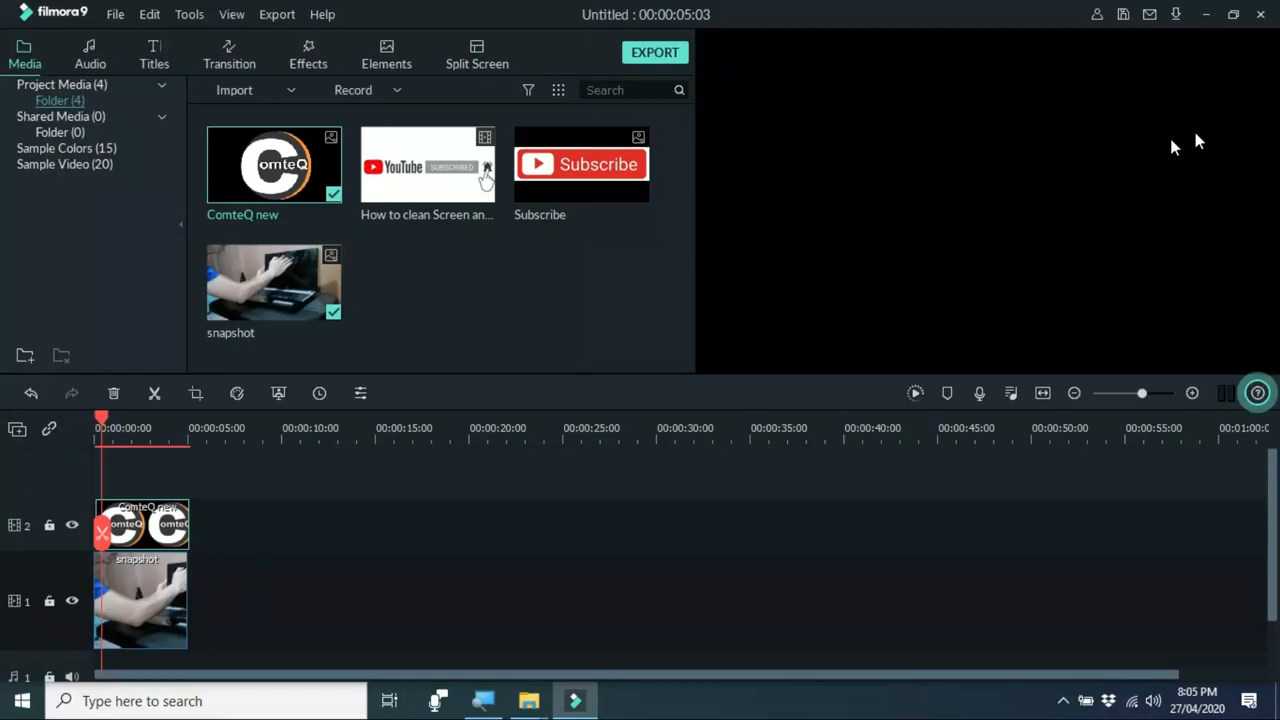 filmora9 File Edit Tools View Export Help Untitled : 00:00:05:03
Media Audio Titles Transition Effects Elements Split Screen EXPORT
Project Media (4)
Folder (4)
Shared Media (0)
Folder (0)
Sample Colors (15)
Sample Video (20)
Import Record Search
ComteQ
YouTube SUBSCRIBED
Subscribe
ComteQ new How to clean Screen an... Subscribe
snapshot
00:00:00:00 00:00:05:00 00:00:10:00 00:00:15:00 00:00:20:00 00:00:25:00 00:00:30:00 00:00:35:00 00:00:40:00 00:00:45:00 00:00:50:00 00:00:55:00 00:01:00:0
ComteQ new
2
omteQ omteQ
snapshot
1
1
Type here to search
8:05 PM
27/04/2020